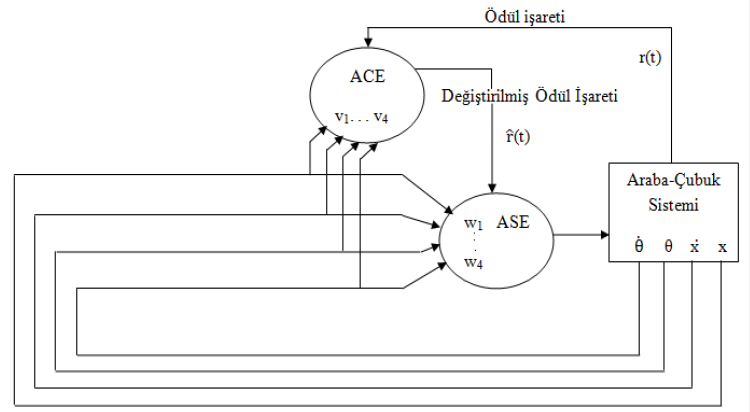 Ödül işareti
r(t)
ACE
v₁. . . v₄
Değiştirilmiş Ödül İşareti
r̂(t)
Araba-Çubuk
Sistemi
θ̇ θ ẋ x
w₁ ASE
:
w₄